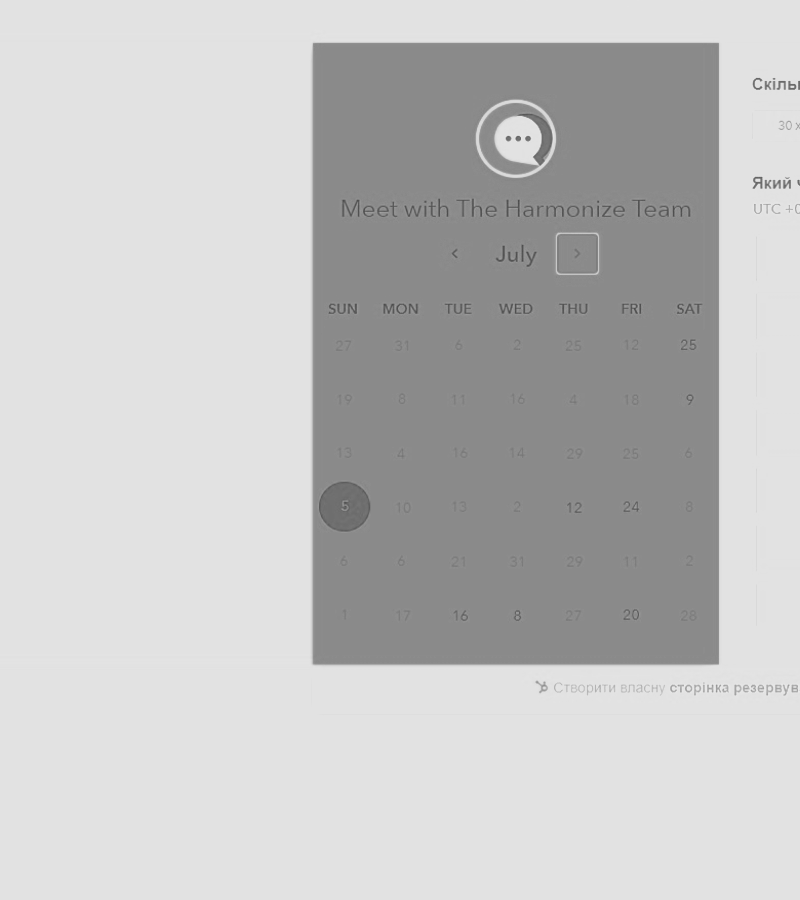 Meet with The Harmonize Team
July
SUN MON TUE WED THU FRI SAT
27 31 6 2 25 12 25
19 8 11 16 4 18 9
13 4 16 14 29 25 6
5 10 13 2 12 24 8
6 6 21 31 29 11 2
1 17 16 8 27 20 28
Скільк
30 х
Який ч
UTC +0
Створити власну сторінка резервув